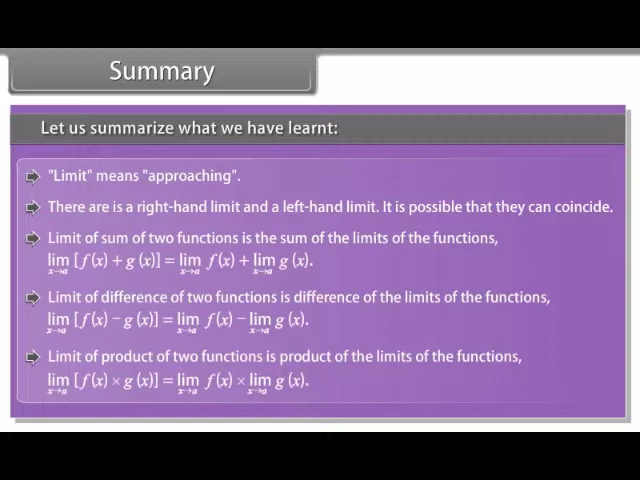 Summary
Let us summarize what we have learnt:
"Limit" means "approaching".
There are is a right-hand limit and a left-hand limit. It is possible that they can coincide.
Limit of sum of two functions is the sum of the limits of the functions,
lim x→a [f(x) + g(x)] = lim x→a f(x) + lim x→a g(x).
Limit of difference of two functions is difference of the limits of the functions,
lim x→a [f(x) − g(x)] = lim x→a f(x) − lim x→a g(x).
Limit of product of two functions is product of the limits of the functions,
lim x→a [f(x) × g(x)] = lim x→a f(x) × lim x→a g(x).